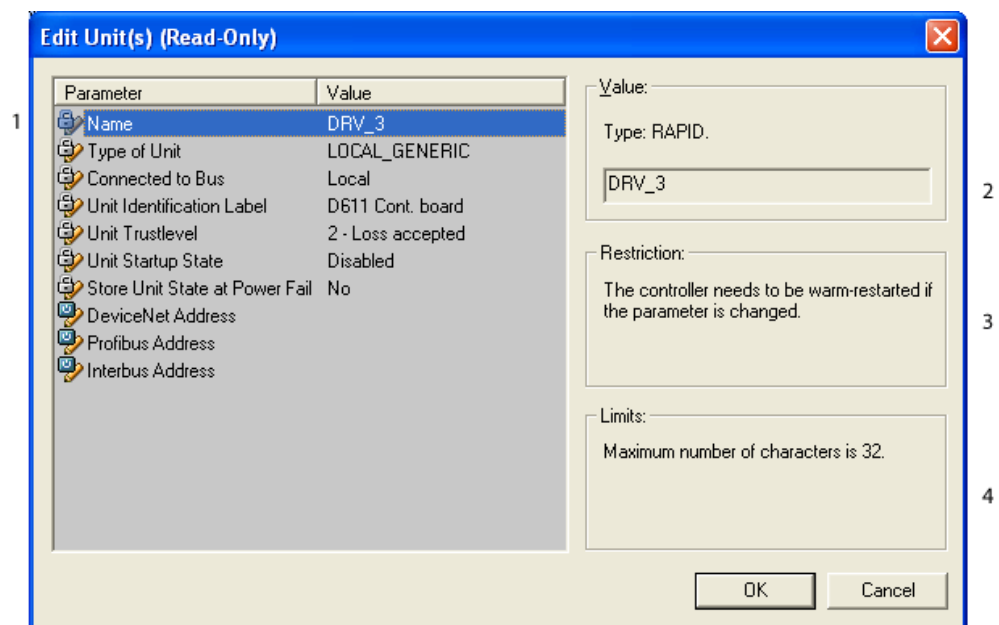 Edit Unit(s) (Read-Only)
Parameter Value
1
Name DRV_3
Type of Unit LOCAL_GENERIC
Connected to Bus Local
Unit Identification Label D611 Cont. board
Unit Trustlevel 2 - Loss accepted
Unit Startup State Disabled
Store Unit State at Power Fail No
DeviceNet Address
Profibus Address
Interbus Address
Value:
Type: RAPID.
DRV_3
2
Restriction:
The controller needs to be warm-restarted if
the parameter is changed.
3
Limits:
Maximum number of characters is 32.
4
OK Cancel